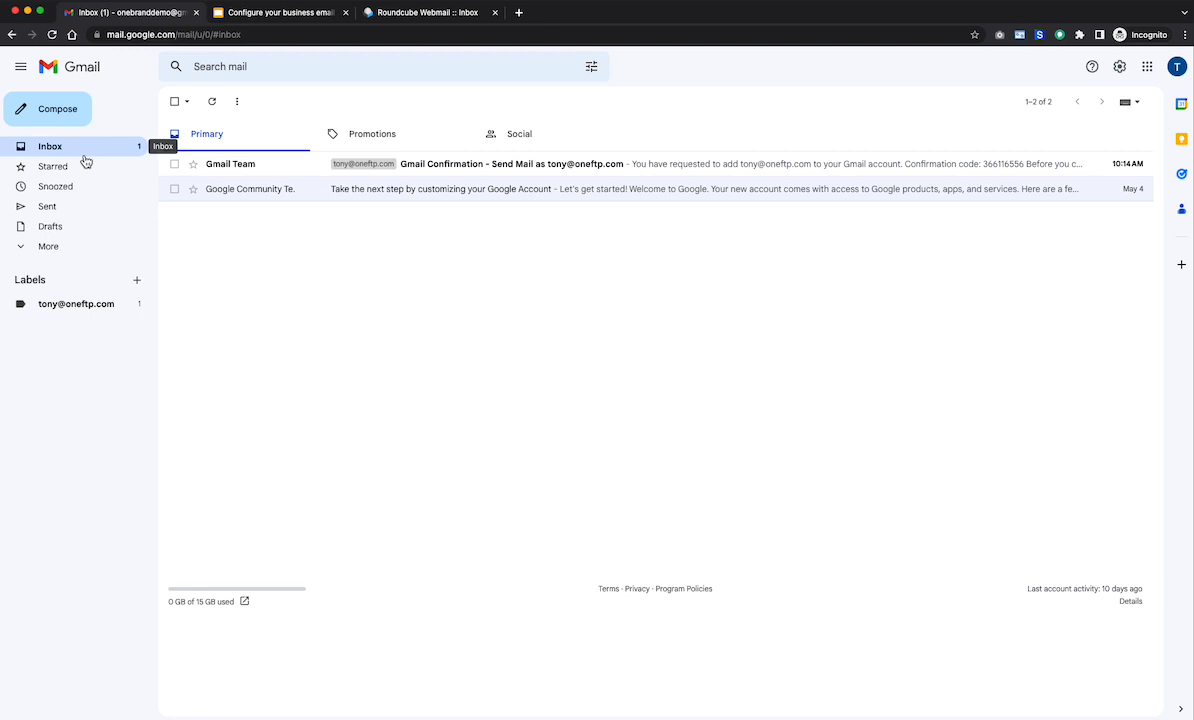 Inbox (1) - onebranddemo@gm
Configure your business email
Roundcube Webmail :: Inbox
mail.google.com/mail/u/0/#inbox
Incognito
Gmail
Search mail
T
Compose
1–2 of 2
Inbox 1
Inbox
Primary
Promotions
Social
Starred
Gmail Team
tony@oneftp.com Gmail Confirmation - Send Mail as tony@oneftp.com - You have requested to add tony@oneftp.com to your Gmail account. Confirmation code: 366116556 Before you c...
10:14 AM
Snoozed
Google Community Te.
Take the next step by customizing your Google Account - Let's get started! Welcome to Google. Your new account comes with access to Google products, apps, and services. Here are a fe...
May 4
Sent
Drafts
More
Labels
tony@oneftp.com 1
0 GB of 15 GB used
Terms · Privacy · Program Policies
Last account activity: 10 days ago
Details